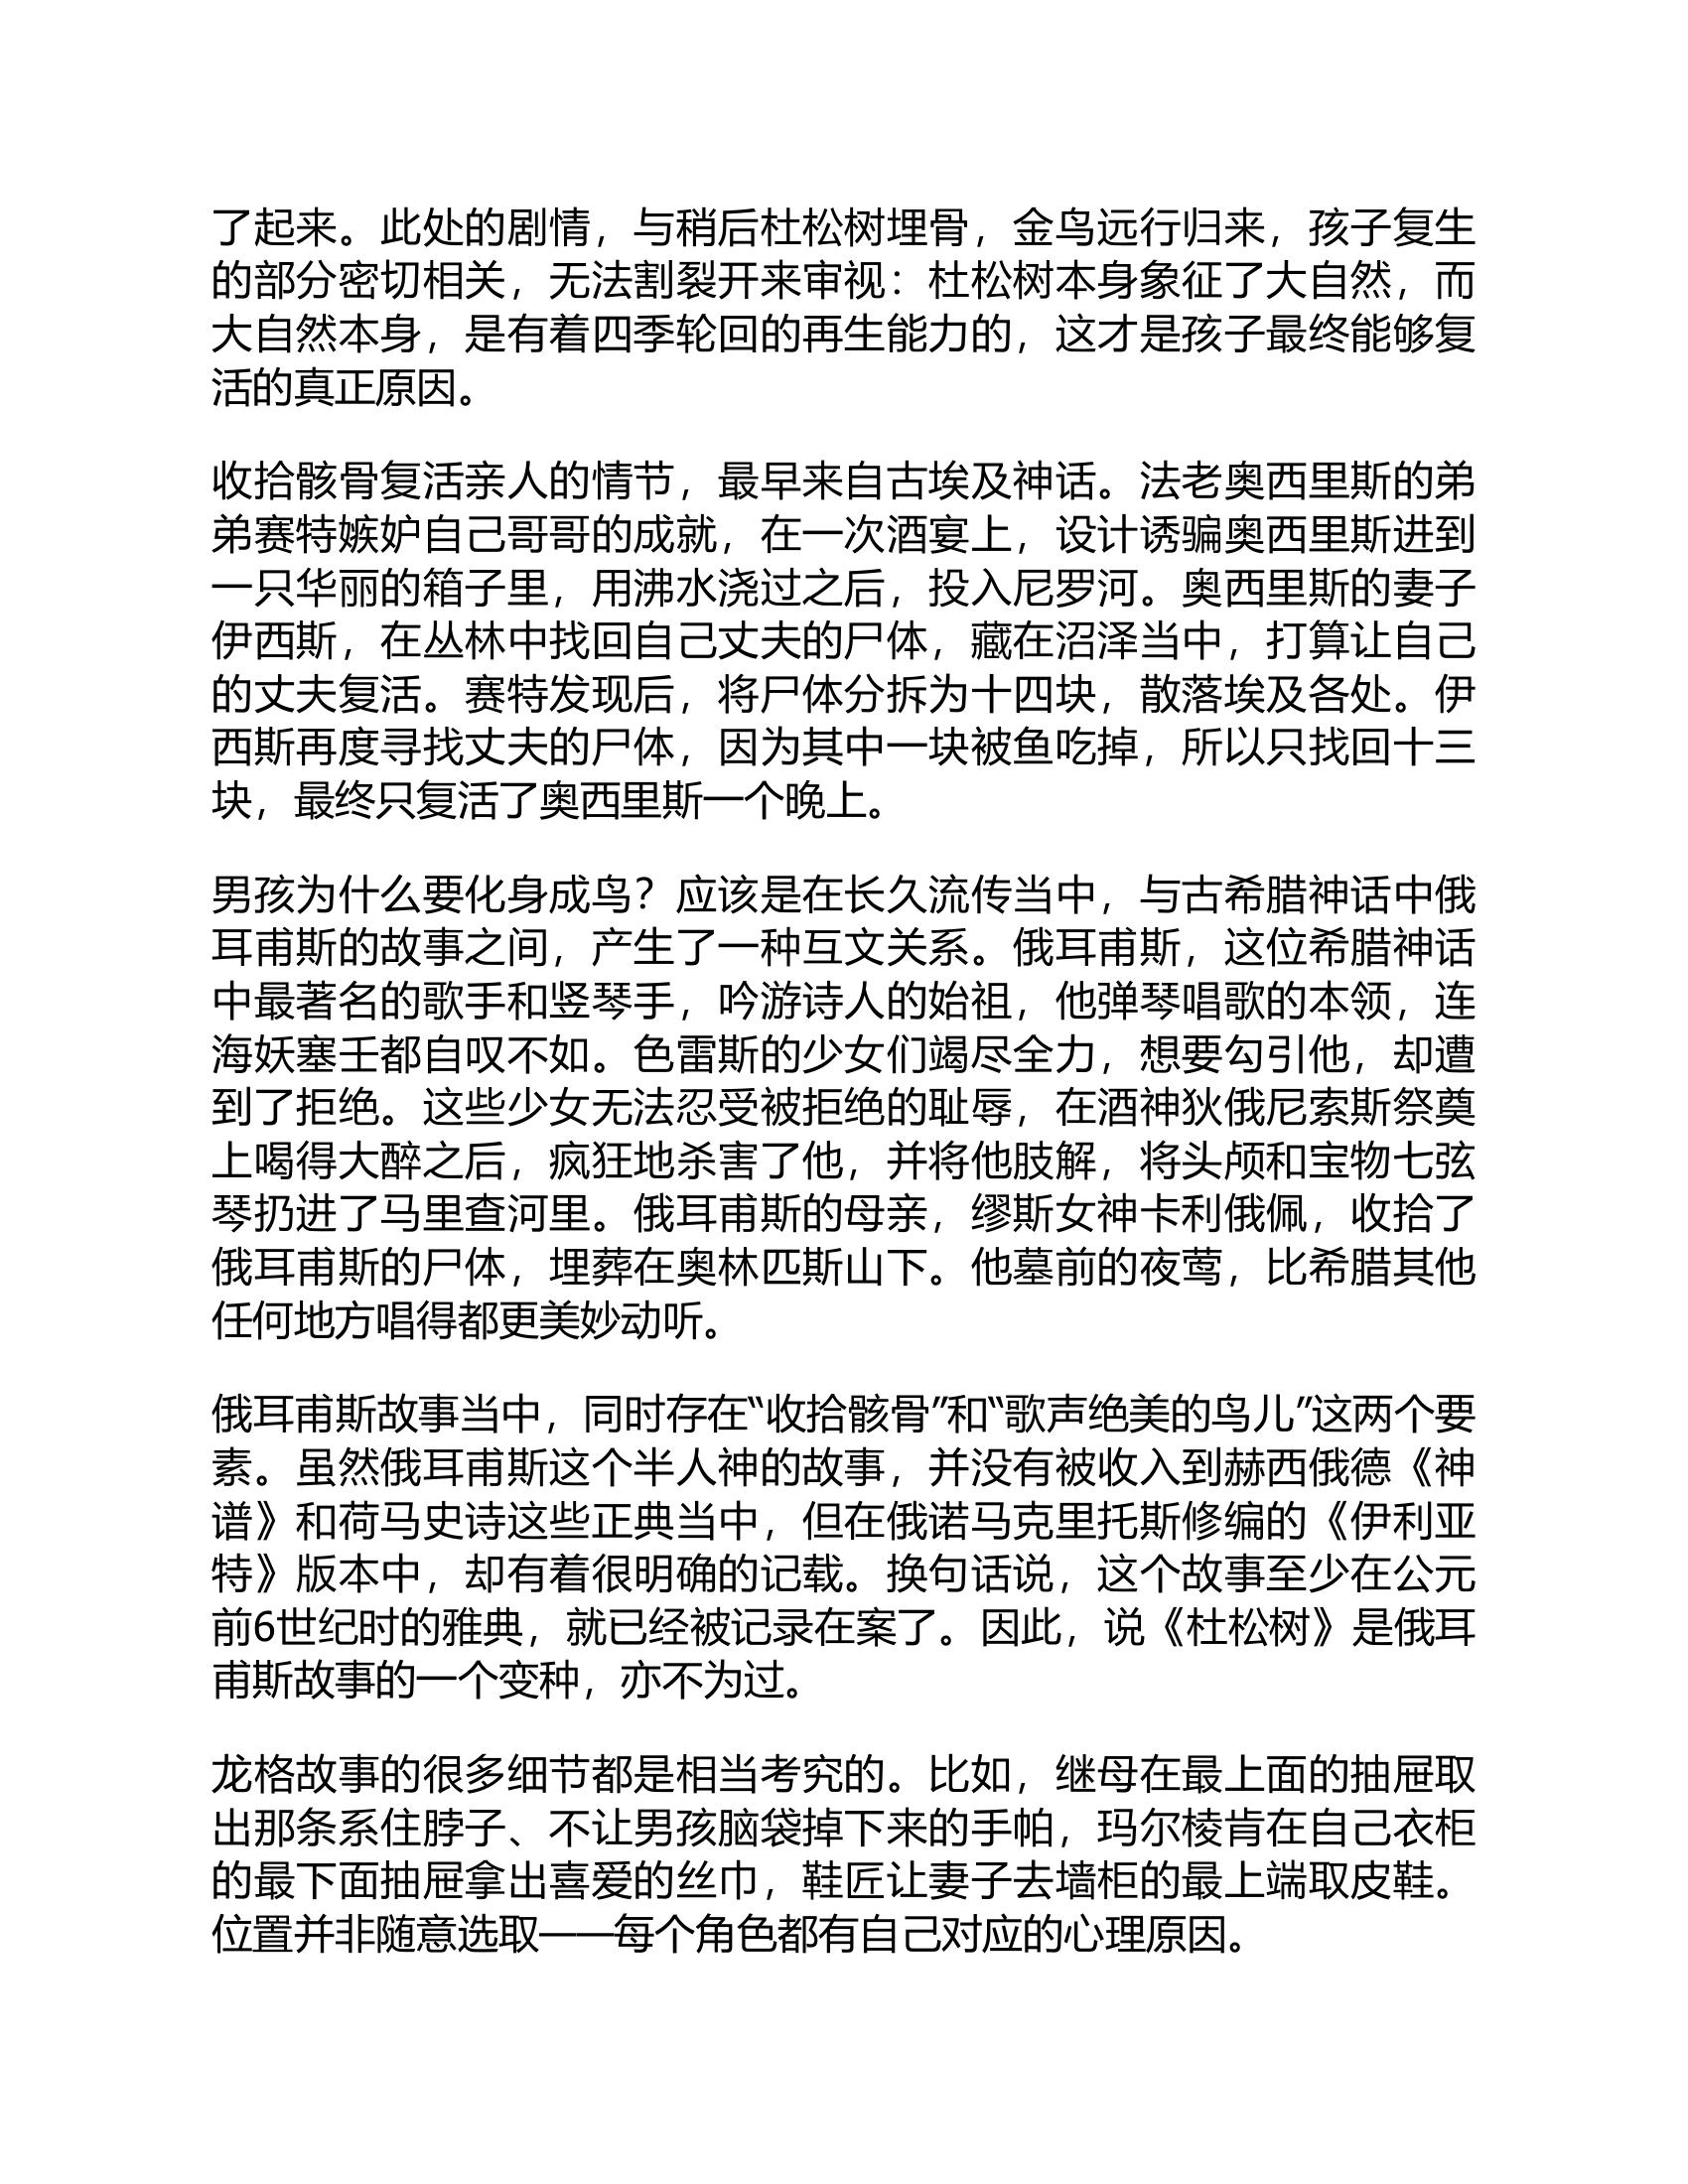 了起来。此处的剧情，与稍后杜松树埋骨，金鸟远行归来，孩子复生
的部分密切相关，无法割裂开来审视：杜松树本身象征了大自然，而
大自然本身，是有着四季轮回的再生能力的，这才是孩子最终能够复
活的真正原因。
收拾骸骨复活亲人的情节，最早来自古埃及神话。法老奥西里斯的弟
弟赛特嫉妒自己哥哥的成就，在一次酒宴上，设计诱骗奥西里斯进到
一只华丽的箱子里，用沸水浇过之后，投入尼罗河。奥西里斯的妻子
伊西斯，在丛林中找回自己丈夫的尸体，藏在沼泽当中，打算让自己
的丈夫复活。赛特发现后，将尸体分拆为十四块，散落埃及各处。伊
西斯再度寻找丈夫的尸体，因为其中一块被鱼吃掉，所以只找回十三
块，最终只复活了奥西里斯一个晚上。
男孩为什么要化身成鸟？应该是在长久流传当中，与古希腊神话中俄
耳甫斯的故事之间，产生了一种互文关系。俄耳甫斯，这位希腊神话
中最著名的歌手和竖琴手，吟游诗人的始祖，他弹琴唱歌的本领，连
海妖塞壬都自叹不如。色雷斯的少女们竭尽全力，想要勾引他，却遭
到了拒绝。这些少女无法忍受被拒绝的耻辱，在酒神狄俄尼索斯祭奠
上喝得大醉之后，疯狂地杀害了他，并将他肢解，将头颅和宝物七弦
琴扔进了马里查河里。俄耳甫斯的母亲，缪斯女神卡利俄佩，收拾了
俄耳甫斯的尸体，埋葬在奥林匹斯山下。他墓前的夜莺，比希腊其他
任何地方唱得都更美妙动听。
俄耳甫斯故事当中，同时存在“收拾骸骨”和“歌声绝美的鸟儿”这两个要
素。虽然俄耳甫斯这个半人神的故事，并没有被收入到赫西俄德《神
谱》和荷马史诗这些正典当中，但在俄诺马克里托斯修编的《伊利亚
特》版本中，却有着很明确的记载。换句话说，这个故事至少在公元
前6世纪时的雅典，就已经被记录在案了。因此，说《杜松树》是俄耳
甫斯故事的一个变种，亦不为过。
龙格故事的很多细节都是相当考究的。比如，继母在最上面的抽屉取
出那条系住脖子、不让男孩脑袋掉下来的手帕，玛尔棱肯在自己衣柜
的最下面抽屉拿出喜爱的丝巾，鞋匠让妻子去墙柜的最上端取皮鞋。
位置并非随意选取——每个角色都有自己对应的心理原因。